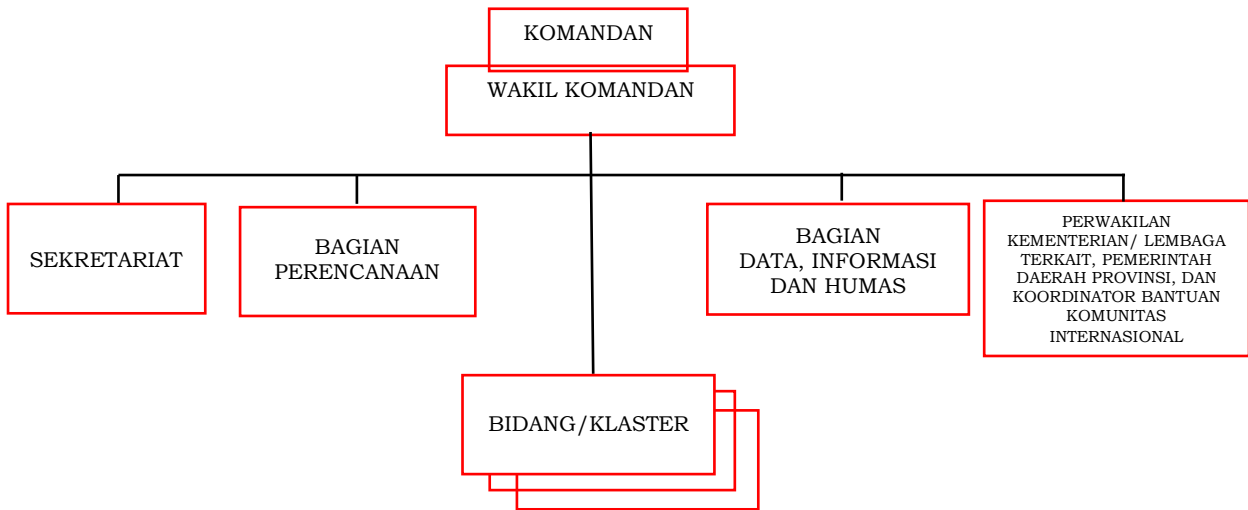 KOMANDAN
WAKIL KOMANDAN
SEKRETARIAT
BAGIAN
PERENCANAAN
BAGIAN
DATA, INFORMASI
DAN HUMAS
PERWAKILAN
KEMENTERIAN/ LEMBAGA
TERKAIT, PEMERINTAH
DAERAH PROVINSI, DAN
KOORDINATOR BANTUAN
KOMUNITAS
INTERNASIONAL
BIDANG/KLASTER